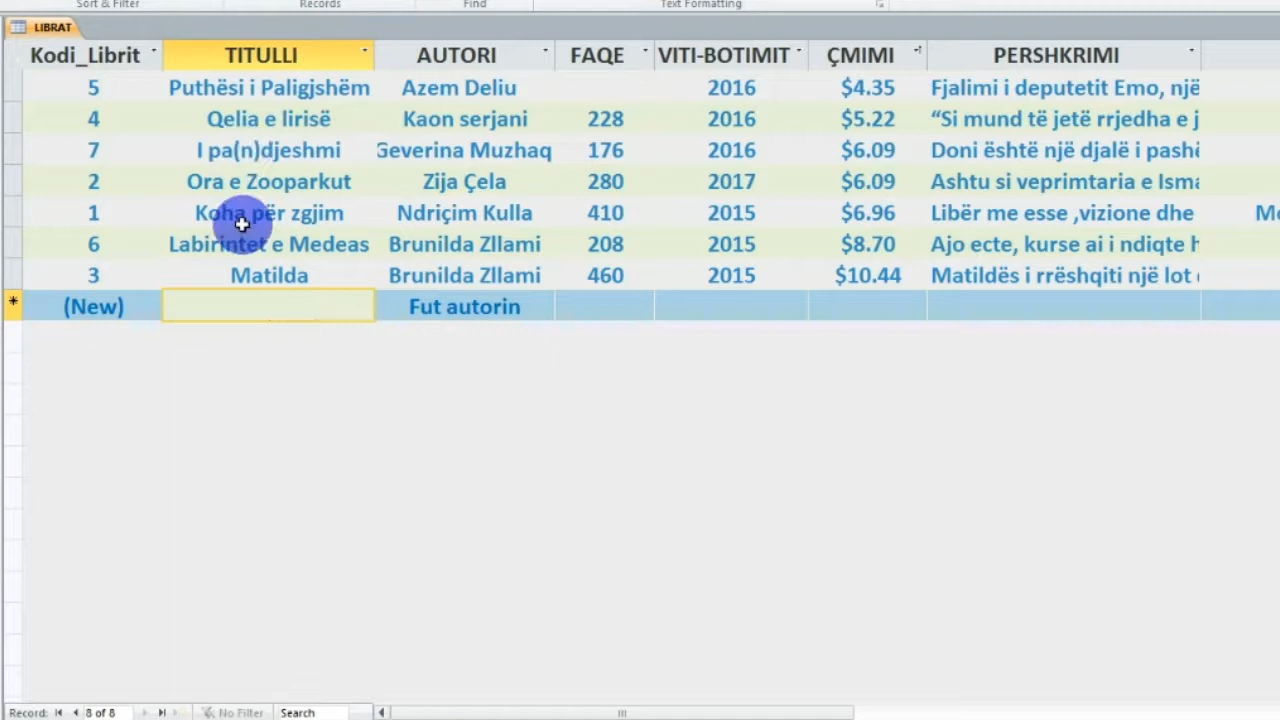 Sort & Filter Records Find Text Formatting
LIBRAT
Kodi_Librit TITULLI AUTORI FAQE VITI-BOTIMIT ÇMIMI PERSHKRIMI
5 Puthësi i Paligjshëm Azem Deliu 2016 $4.35 Fjalimi i deputetit Emo, një
4 Qelia e lirisë Kaon serjani 228 2016 $5.22 “Si mund të jetë rrjedha e j
7 I pa(n)djeshmi Severina Muzhaq 176 2016 $6.09 Doni është një djalë i pashë
2 Ora e Zooparkut Zija Çela 280 2017 $6.09 Ashtu si veprimtaria e Isma
1 Koha për zgjim Ndriçim Kulla 410 2015 $6.96 Libër me esse ,vizione dhe
6 Labirintet e Medeas Brunilda Zllami 208 2015 $8.70 Ajo ecte, kurse ai i ndiqte h
3 Matilda Brunilda Zllami 460 2015 $10.44 Matildës i rrëshqiti një lot
* (New) Fut autorin
Record: 8 of 8 No Filter Search